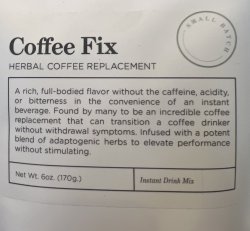 SMALL BATCH
Coffee Fix
HERBAL COFFEE REPLACEMENT
A rich, full-bodied flavor without the caffeine, acidity,
or bitterness in the convenience of an instant
beverage. Found by many to be an incredible coffee
replacement that can transition a coffee drinker
without withdrawal symptoms. Infused with a potent
blend of adaptogenic herbs to elevate performance
without stimulating.
Net Wt. 6oz. (170g.)
Instant Drink Mix